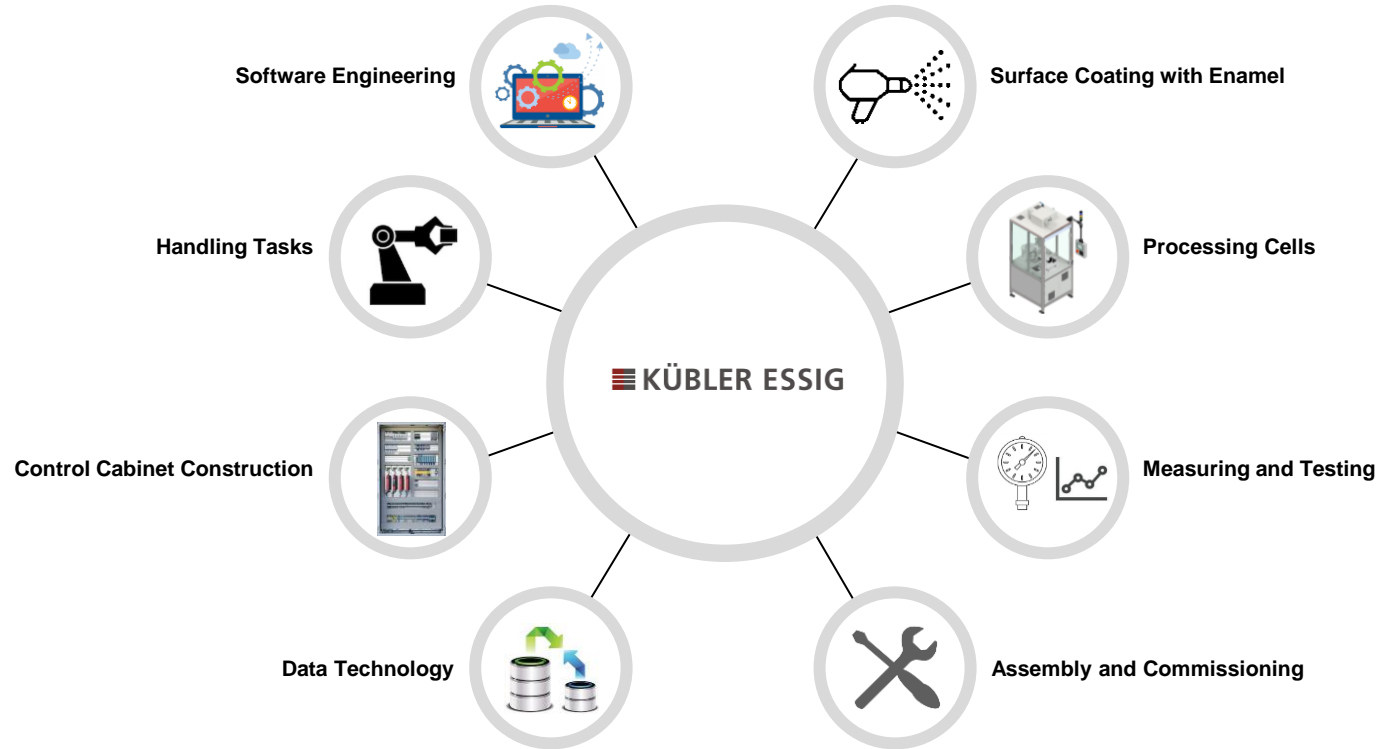 Software Engineering
Surface Coating with Enamel
Handling Tasks
Processing Cells
KÜBLER ESSIG
Control Cabinet Construction
Measuring and Testing
Data Technology
Assembly and Commissioning